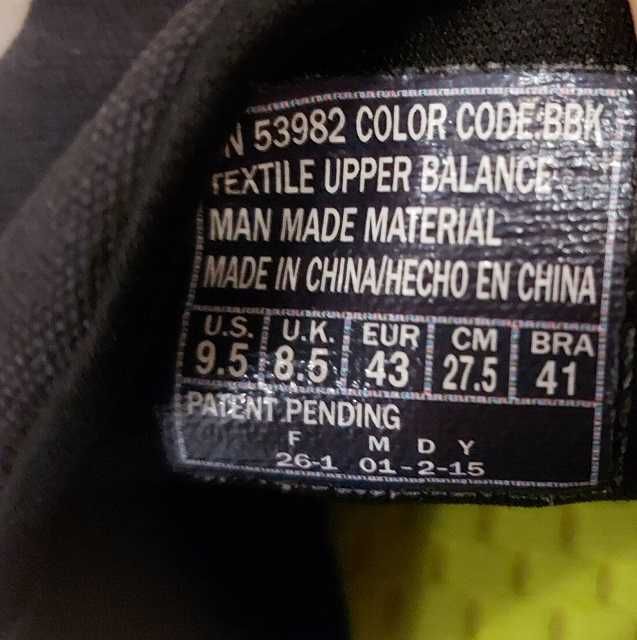 N 53982 COLOR CODE:BBK
TEXTILE UPPER BALANCE
MAN MADE MATERIAL
MADE IN CHINA/HECHO EN CHINA
U.S. U.K. EUR CM BRA
9.5 8.5 43 27.5 41
PATENT PENDING
F M D Y
26-1 01-2-15